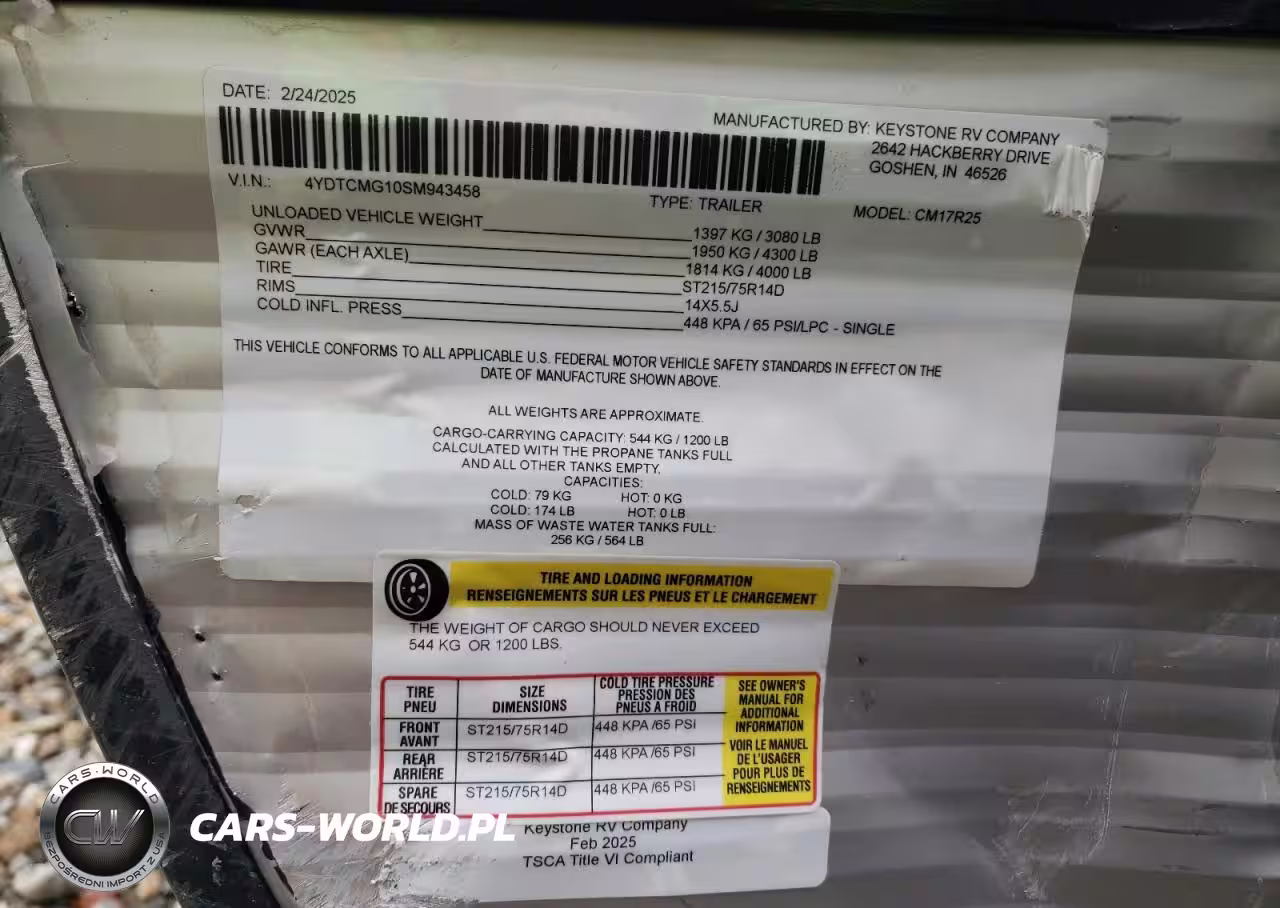 DATE: 2/24/2025
MANUFACTURED BY: KEYSTONE RV COMPANY
2642 HACKBERRY DRIVE
GOSHEN, IN 46526
V.I.N.: 4YDTCMG10SM943458
TYPE: TRAILER
MODEL: CM17R25
UNLOADED VEHICLE WEIGHT 1397 KG / 3080 LB
GVWR 1950 KG / 4300 LB
GAWR (EACH AXLE) 1814 KG / 4000 LB
TIRE ST215/75R14D
RIMS 14X5.5J
COLD INFL. PRESS 448 KPA / 65 PSI/LPC - SINGLE
THIS VEHICLE CONFORMS TO ALL APPLICABLE U.S. FEDERAL MOTOR VEHICLE SAFETY STANDARDS IN EFFECT ON THE
DATE OF MANUFACTURE SHOWN ABOVE.
ALL WEIGHTS ARE APPROXIMATE.
CARGO-CARRYING CAPACITY: 544 KG / 1200 LB
CALCULATED WITH THE PROPANE TANKS FULL
AND ALL OTHER TANKS EMPTY.
CAPACITIES:
COLD: 79 KG HOT: 0 KG
COLD: 174 LB HOT: 0 LB
MASS OF WASTE WATER TANKS FULL:
256 KG / 564 LB
TIRE AND LOADING INFORMATION
RENSEIGNEMENTS SUR LES PNEUS ET LE CHARGEMENT
THE WEIGHT OF CARGO SHOULD NEVER EXCEED
544 KG OR 1200 LBS.
TIRE
PNEU
SIZE
DIMENSIONS
COLD TIRE PRESSURE
PRESSION DES
PNEUS A FROID
FRONT
AVANT
ST215/75R14D
448 KPA /65 PSI
REAR
ARRIÈRE
ST215/75R14D
448 KPA /65 PSI
SPARE
DE SECOURS
ST215/75R14D
448 KPA /65 PSI
SEE OWNER'S
MANUAL FOR
ADDITIONAL
INFORMATION
VOIR LE MANUEL
DE L'USAGER
POUR PLUS DE
RENSEIGNEMENTS
Keystone RV Company
Feb 2025
TSCA Title VI Compliant
CARS-WORLD
CW
BEZPOŚREDNI IMPORT Z USA
CARS-WORLD.PL